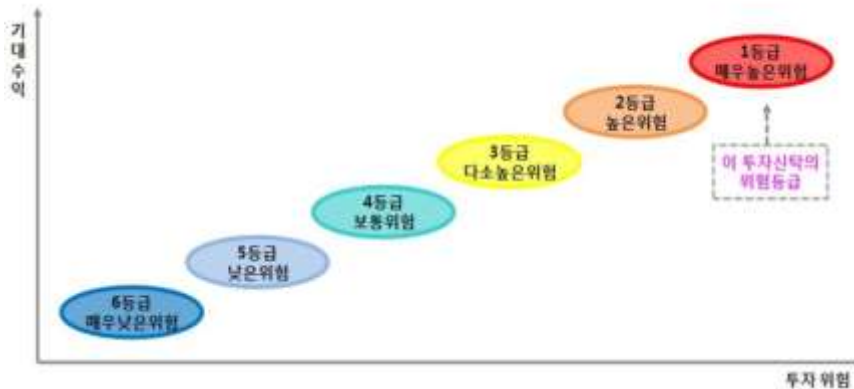 기대수익
1등급
매우높은위험
2등급
높은위험
3등급
다소높은위험
이 투자신탁의
위험등급
4등급
보통위험
5등급
낮은위험
6등급
매우낮은위험
투자 위험